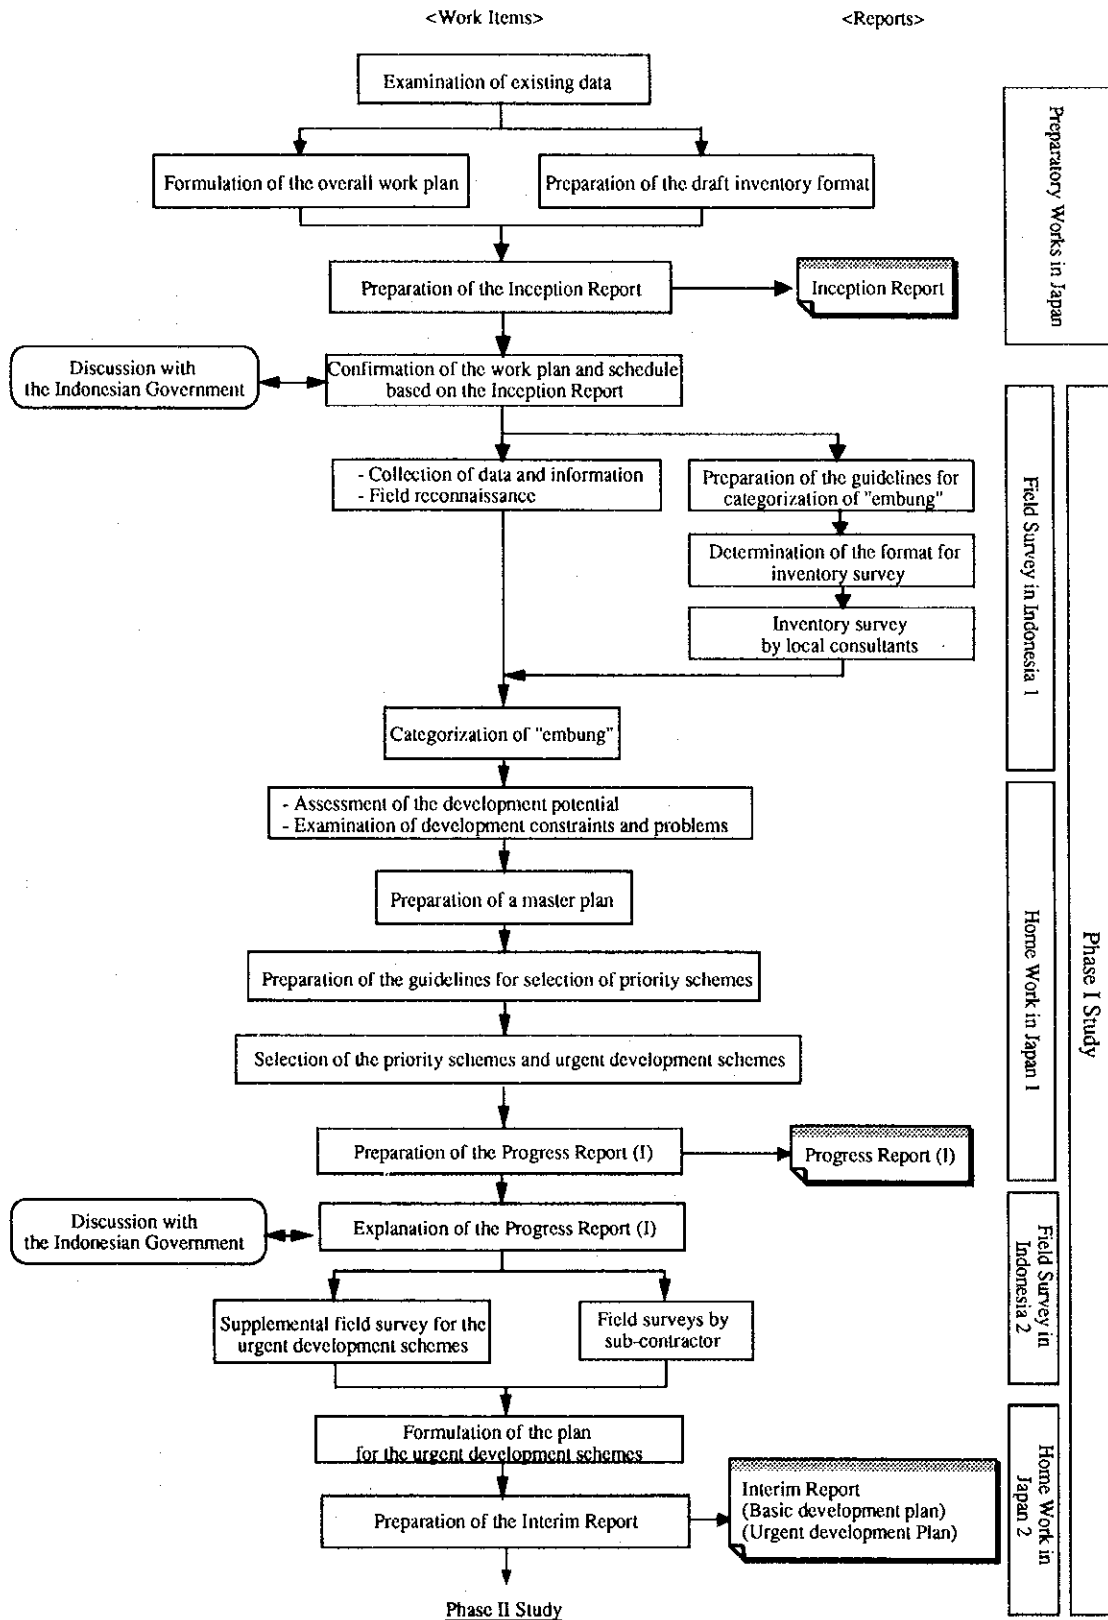 <Work Items>
<Reports>
Examination of existing data
Formulation of the overall work plan
Preparation of the draft inventory format
Preparation of the Inception Report
Inception Report
Preparatory Works in Japan
Discussion with
the Indonesian Government
Confirmation of the work plan and schedule
based on the Inception Report
- Collection of data and information
- Field reconnaissance
Preparation of the guidelines for
categorization of "embung"
Determination of the format for
inventory survey
Inventory survey
by local consultants
Categorization of "embung"
Field Survey in Indonesia 1
- Assessment of the development potential
- Examination of development constraints and problems
Preparation of a master plan
Preparation of the guidelines for selection of priority schemes
Selection of the priority schemes and urgent development schemes
Preparation of the Progress Report (I)
Progress Report (I)
Home Work in Japan 1
Phase I Study
Discussion with
the Indonesian Government
Explanation of the Progress Report (I)
Supplemental field survey for the
urgent development schemes
Field surveys by
sub-contractor
Field Survey in
Indonesia 2
Formulation of the plan
for the urgent development schemes
Preparation of the Interim Report
Interim Report
(Basic development plan)
(Urgent development Plan)
Home Work in
Japan 2
Phase II Study